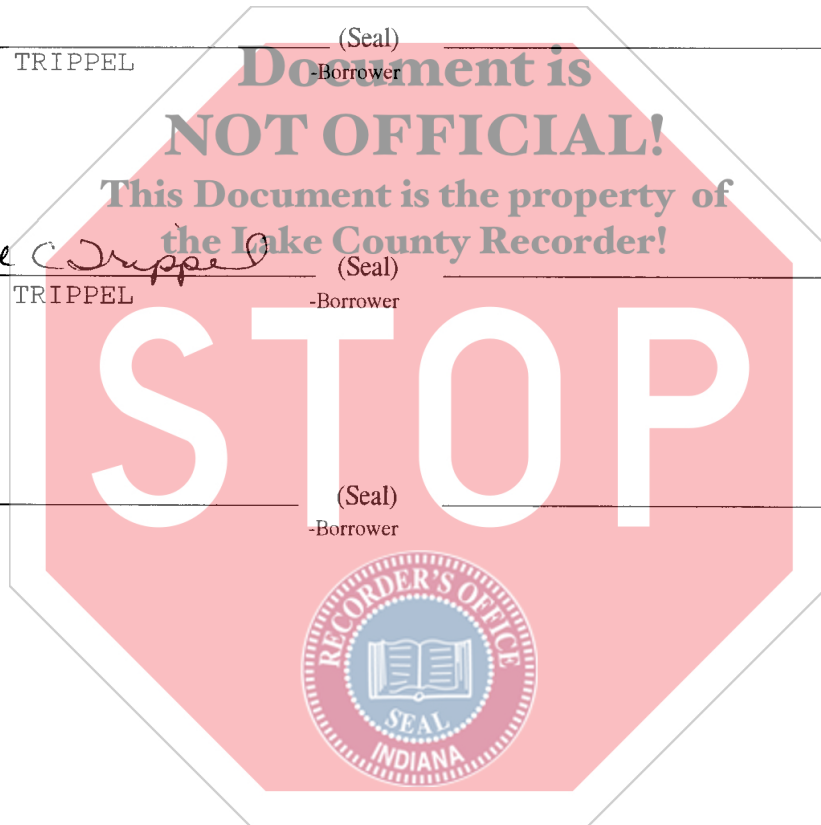 (Seal)
TRIPPEL
-Borrower
Document is
NOT OFFICIAL!
This Document is the property of
the Lake County Recorder!
C Trippel
(Seal)
TRIPPEL
-Borrower
STOP
(Seal)
-Borrower
RECORDER'S OFFICE
SEAL
INDIANA